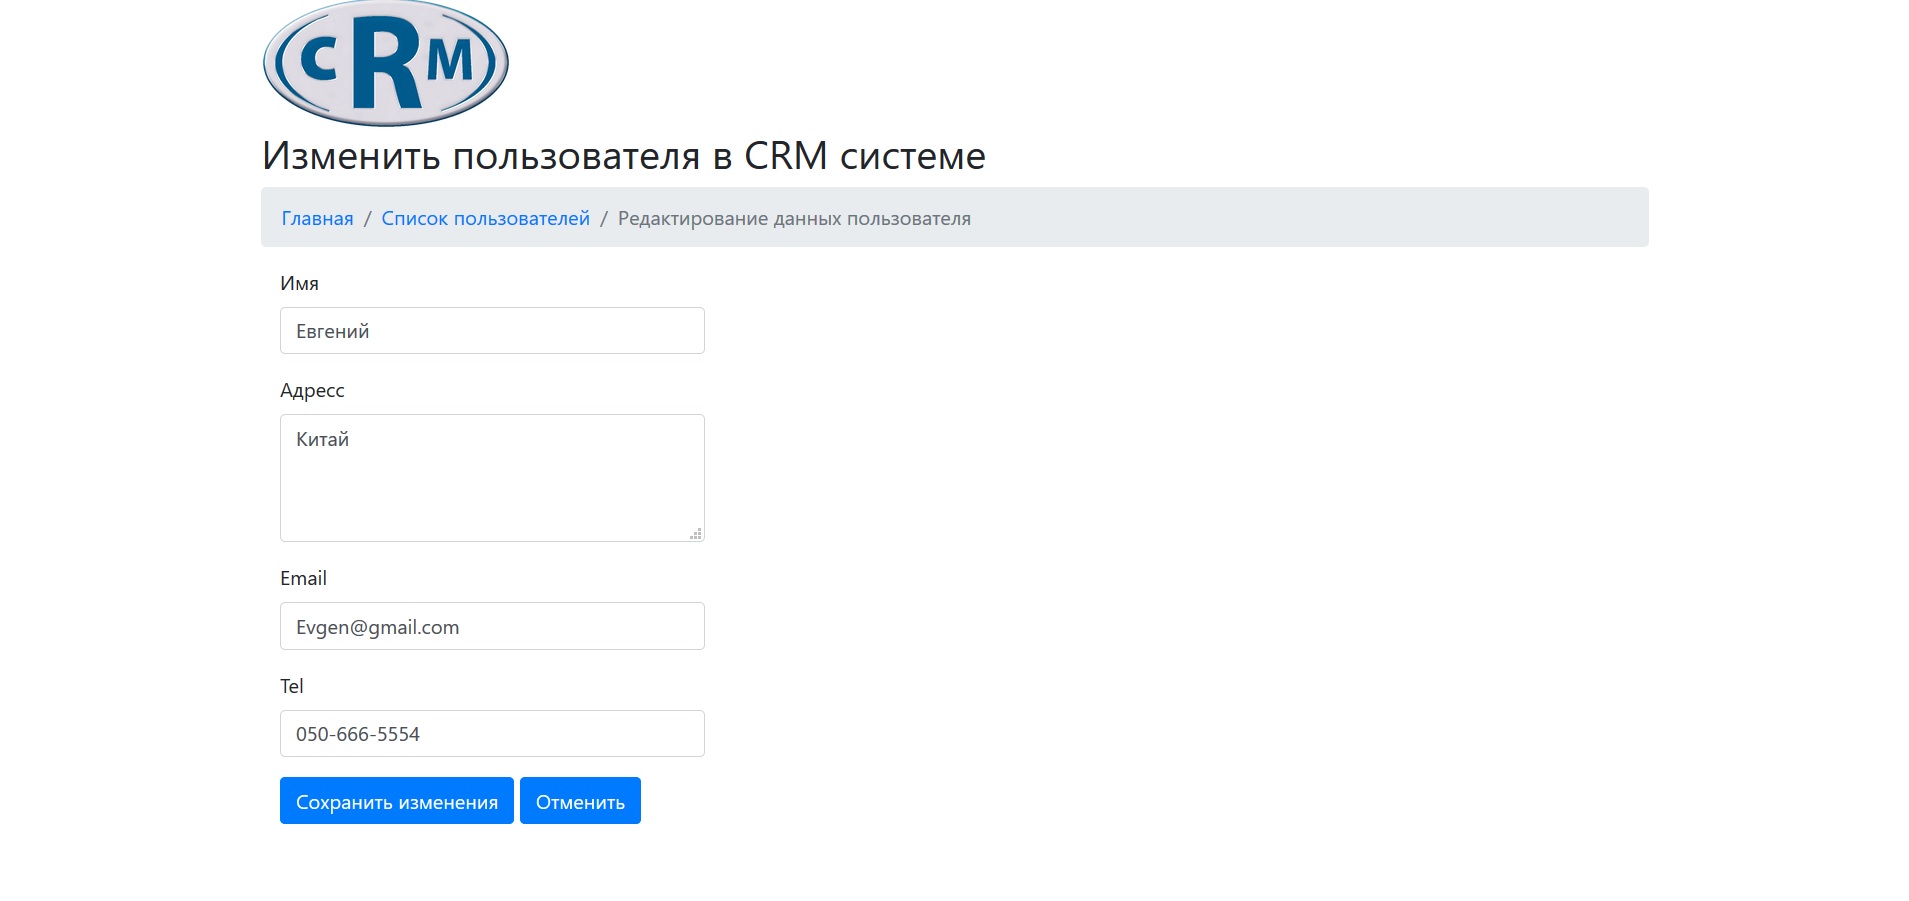 CRM
Изменить пользователя в CRM системе
Главная / Список пользователей / Редактирование данных пользователя
Имя
Евгений
Адресс
Китай
Email
Evgen@gmail.com
Tel
050-666-5554
Сохранить изменения Отменить